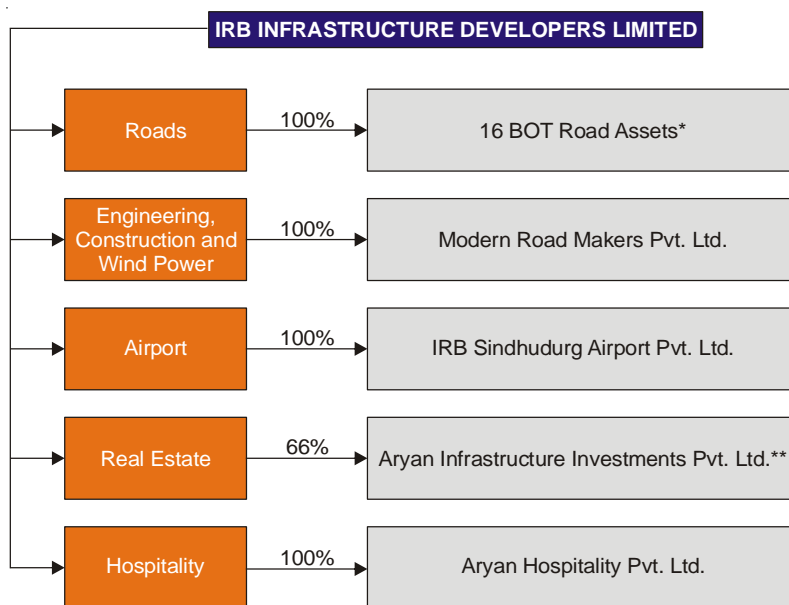 IRB INFRASTRUCTURE DEVELOPERS LIMITED
Roads
100%
16 BOT Road Assets*
Engineering,
Construction and
Wind Power
100%
Modern Road Makers Pvt. Ltd.
Airport
100%
IRB Sindhudurg Airport Pvt. Ltd.
Real Estate
66%
Aryan Infrastructure Investments Pvt. Ltd.**
Hospitality
100%
Aryan Hospitality Pvt. Ltd.